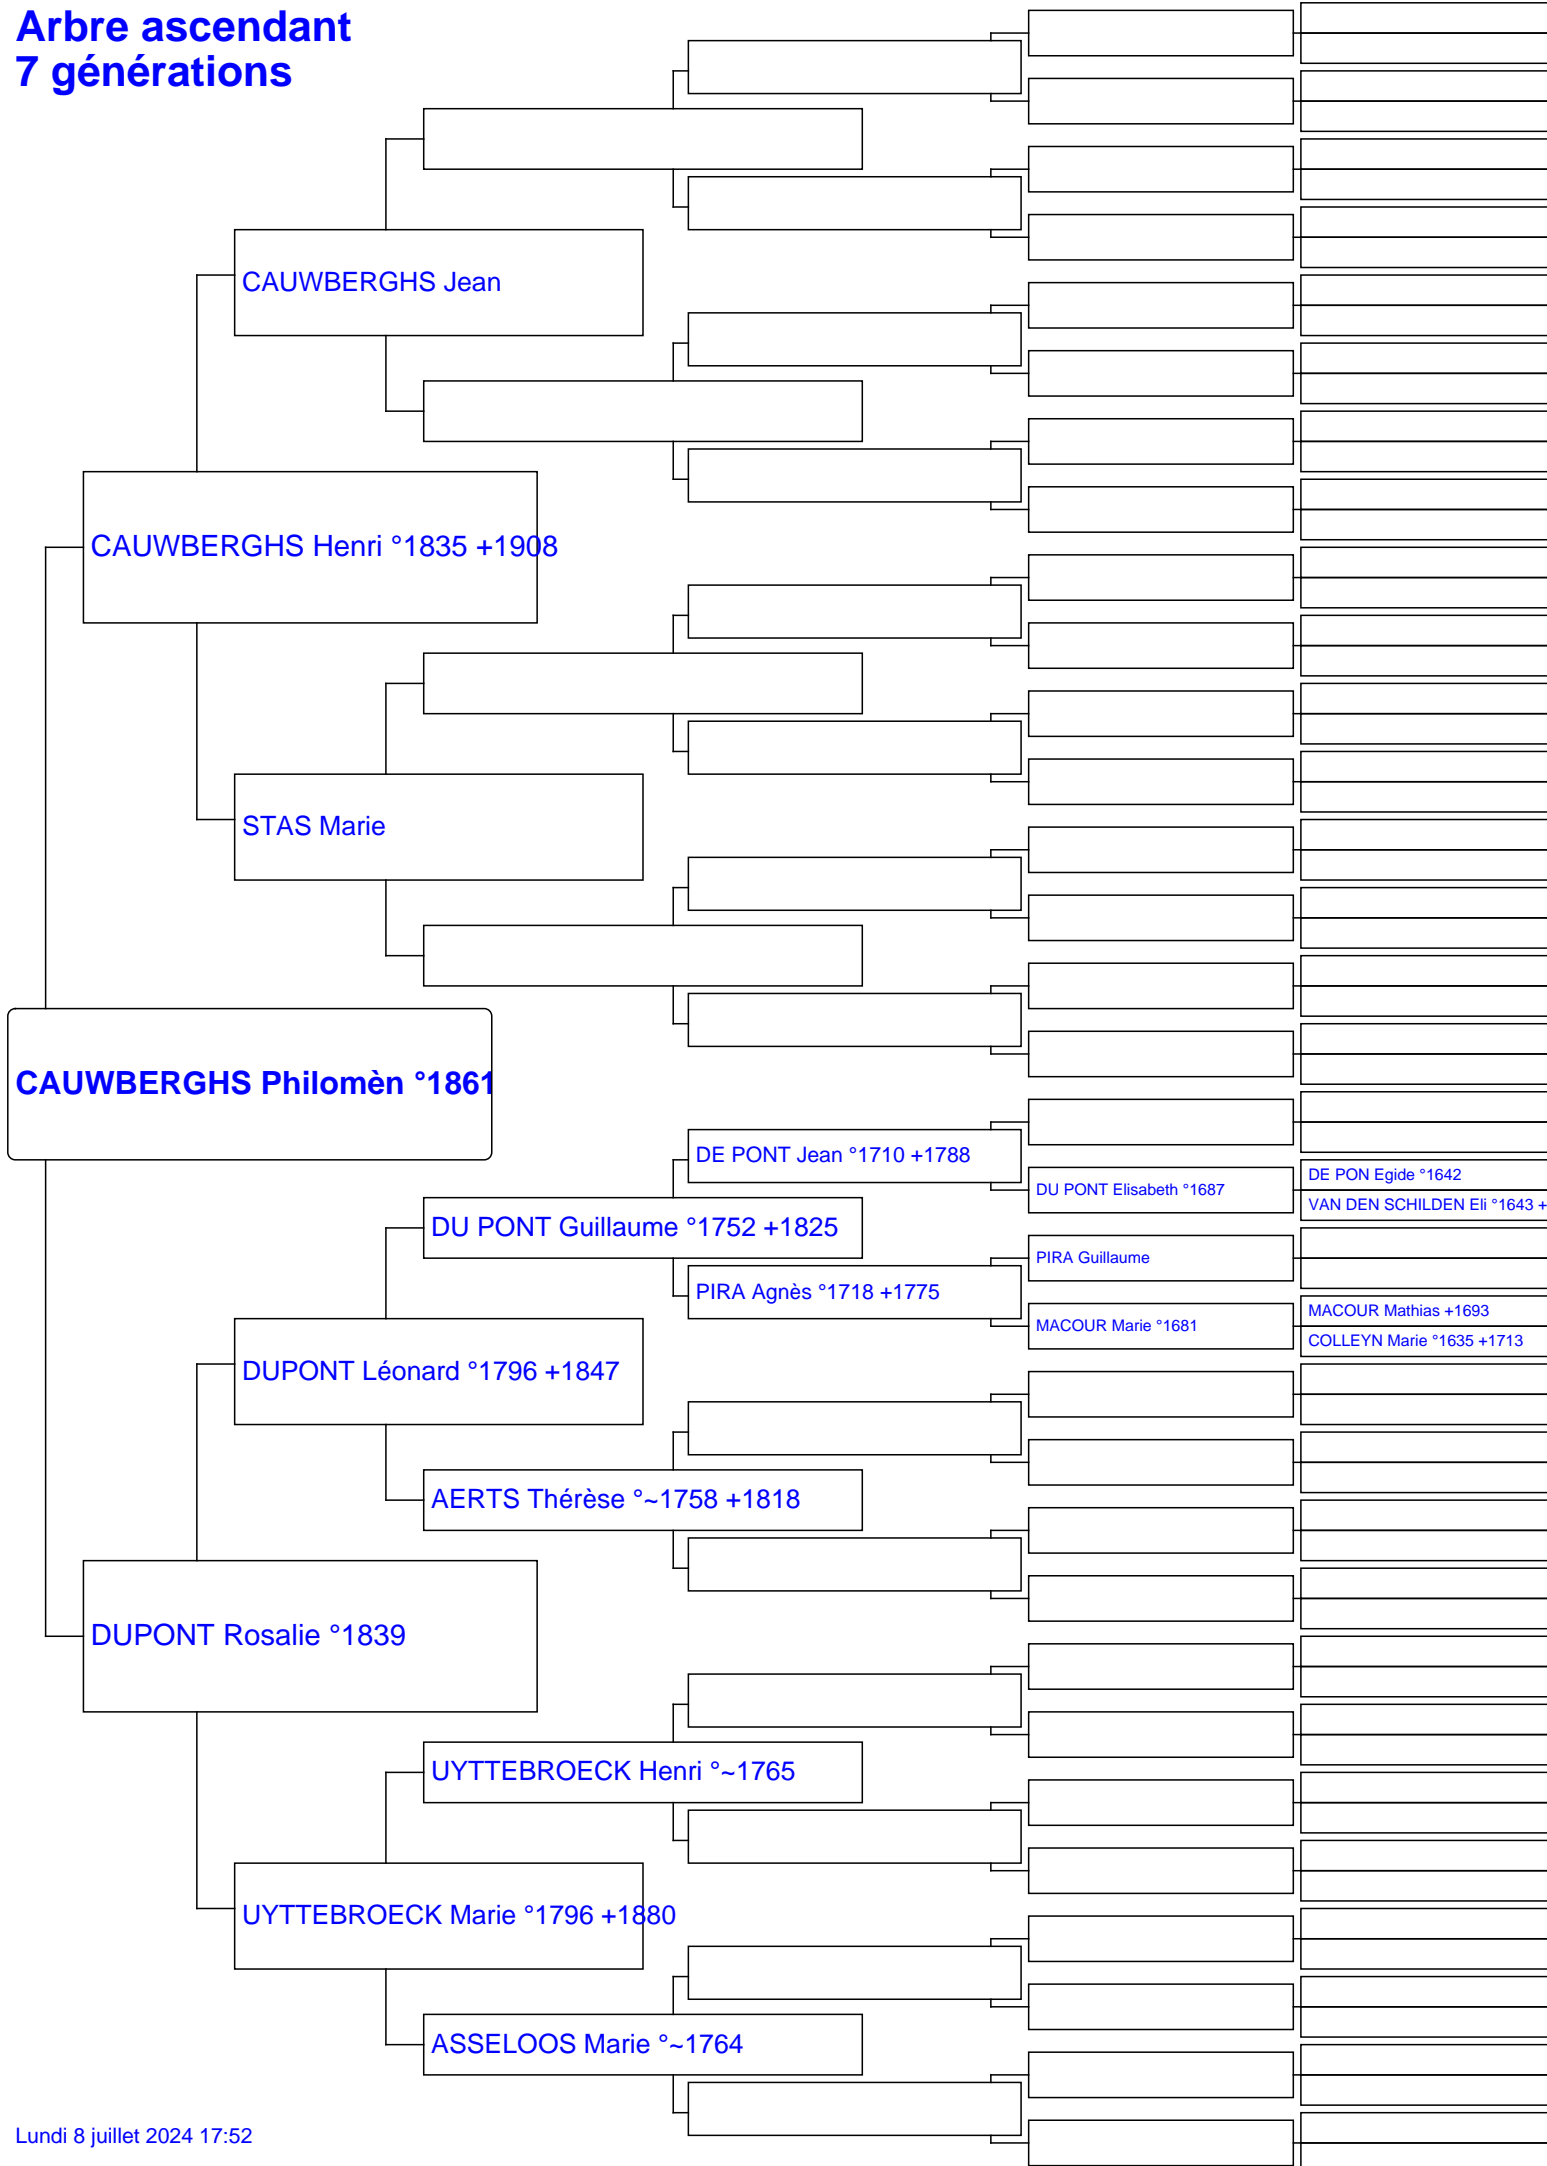 Arbre ascendant
7 générations
CAUWBERGHS Jean
CAUWBERGHS Henri °1835 +1908
STAS Marie
CAUWBERGHS Philomèn °1861
DE PONT Jean °1710 +1788
DU PONT Elisabeth °1687
DE PON Egide °1642
VAN DEN SCHILDEN Eli °1643 +
DU PONT Guillaume °1752 +1825
PIRA Guillaume
PIRA Agnès °1718 +1775
MACOUR Marie °1681
MACOUR Mathias +1693
COLLEYN Marie °1635 +1713
DUPONT Léonard °1796 +1847
AERTS Thérèse °~1758 +1818
DUPONT Rosalie °1839
UYTTEBROECK Henri °~1765
UYTTEBROECK Marie °1796 +1880
ASSELOOS Marie °~1764
Lundi 8 juillet 2024 17:52